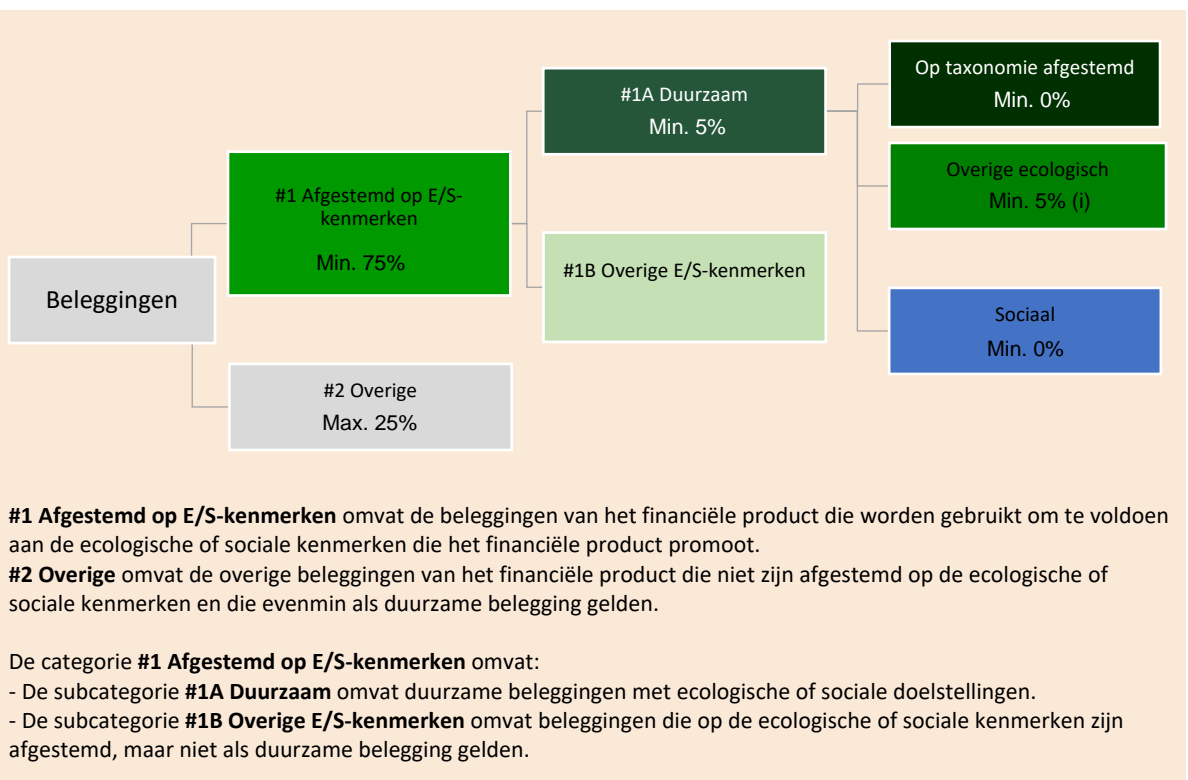 Beleggingen
#1 Afgestemd op E/S-
kenmerken
Min. 75%
#2 Overige
Max. 25%
#1A Duurzaam
Min. 5%
#1B Overige E/S-kenmerken
Op taxonomie afgestemd
Min. 0%
Overige ecologisch
Min. 5% (i)
Sociaal
Min. 0%
#1 Afgestemd op E/S-kenmerken omvat de beleggingen van het financiële product die worden gebruikt om te voldoen
aan de ecologische of sociale kenmerken die het financiële product promoot.
#2 Overige omvat de overige beleggingen van het financiële product die niet zijn afgestemd op de ecologische of
sociale kenmerken en die evenmin als duurzame belegging gelden.
De categorie #1 Afgestemd op E/S-kenmerken omvat:
- De subcategorie #1A Duurzaam omvat duurzame beleggingen met ecologische of sociale doelstellingen.
- De subcategorie #1B Overige E/S-kenmerken omvat beleggingen die op de ecologische of sociale kenmerken zijn
afgestemd, maar niet als duurzame belegging gelden.